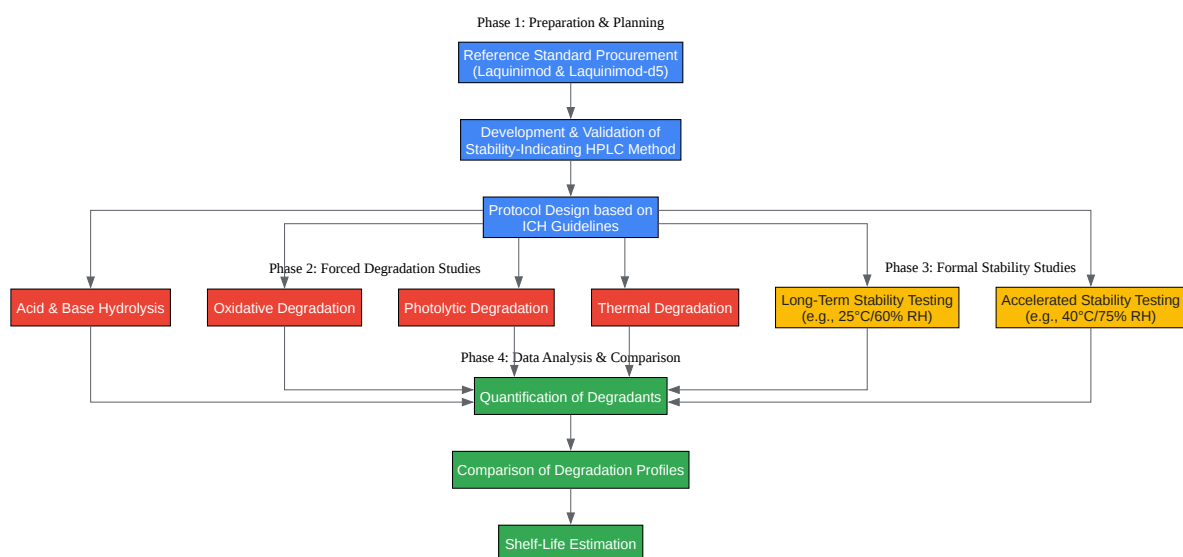 Phase 1: Preparation & Planning
Reference Standard Procurement
(Laquinimod & Laquinimod-d5)
Development & Validation of
Stability-Indicating HPLC Method
Protocol Design based on
ICH Guidelines
Phase 2: Forced Degradation Studies
Phase 3: Formal Stability Studies
Acid & Base Hydrolysis
Oxidative Degradation
Photolytic Degradation
Thermal Degradation
Long-Term Stability Testing
(e.g., 25°C/60% RH)
Accelerated Stability Testing
(e.g., 40°C/75% RH)
Phase 4: Data Analysis & Comparison
Quantification of Degradants
Comparison of Degradation Profiles
Shelf-Life Estimation